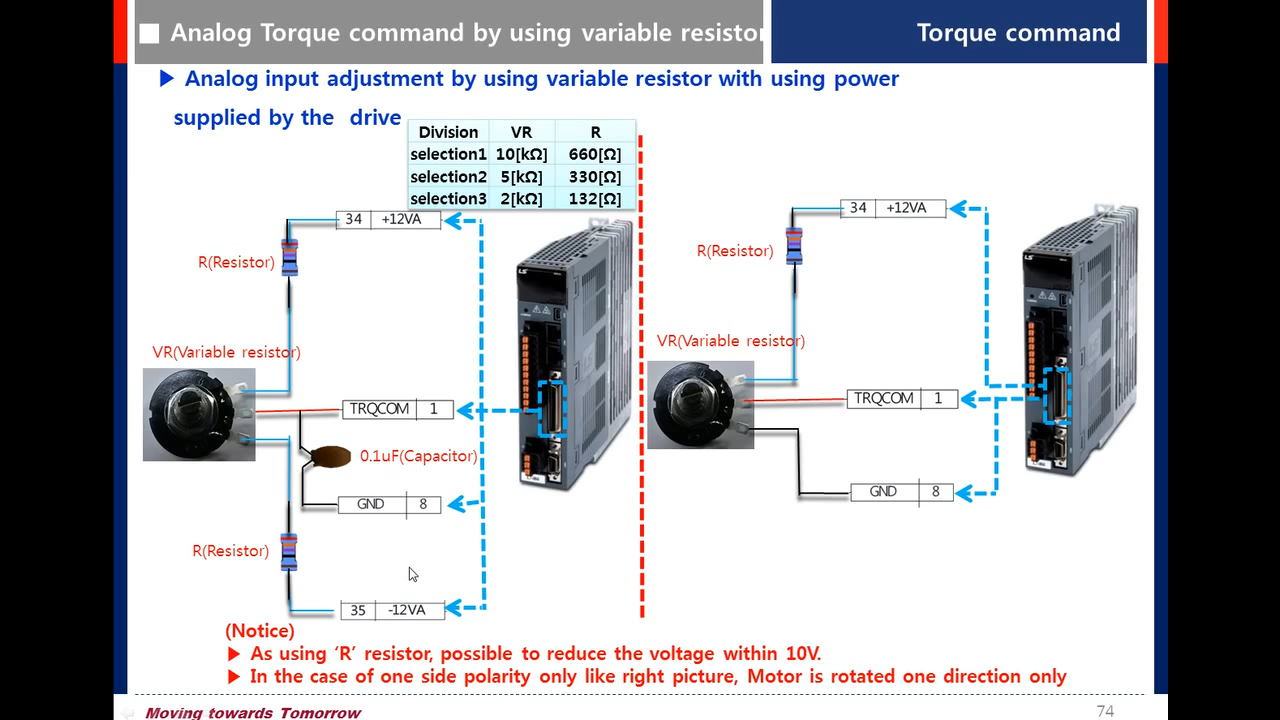 Analog Torque command by using variable resistor
Torque command
▶ Analog input adjustment by using variable resistor with using power
supplied by the drive
Division VR R
selection1 10[kΩ] 660[Ω]
selection2 5[kΩ] 330[Ω]
selection3 2[kΩ] 132[Ω]
34 +12VA
R(Resistor)
VR(Variable resistor)
TRQCOM 1
0.1uF(Capacitor)
GND 8
R(Resistor)
35 -12VA
LS
34 +12VA
R(Resistor)
VR(Variable resistor)
TRQCOM 1
GND 8
LS
(Notice)
▶ As using ‘R’ resistor, possible to reduce the voltage within 10V.
▶ In the case of one side polarity only like right picture, Motor is rotated one direction only
Moving towards Tomorrow
74